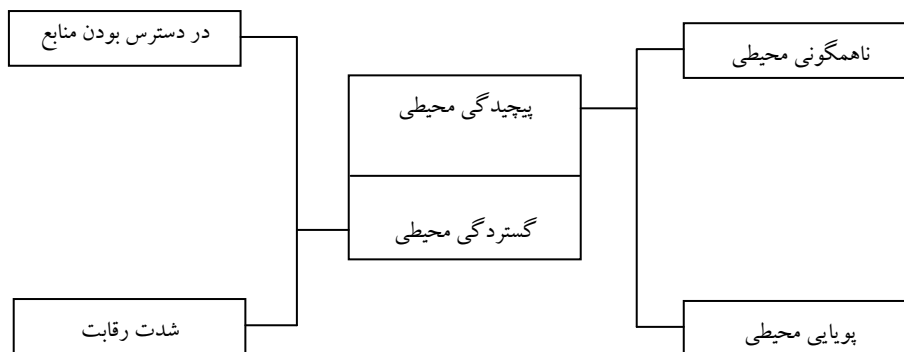 در دسترس بودن منابع
ناهمگونی محیطی
پیچیدگی محیطی
گستردگی محیطی
شدت رقابت
پویایی محیطی